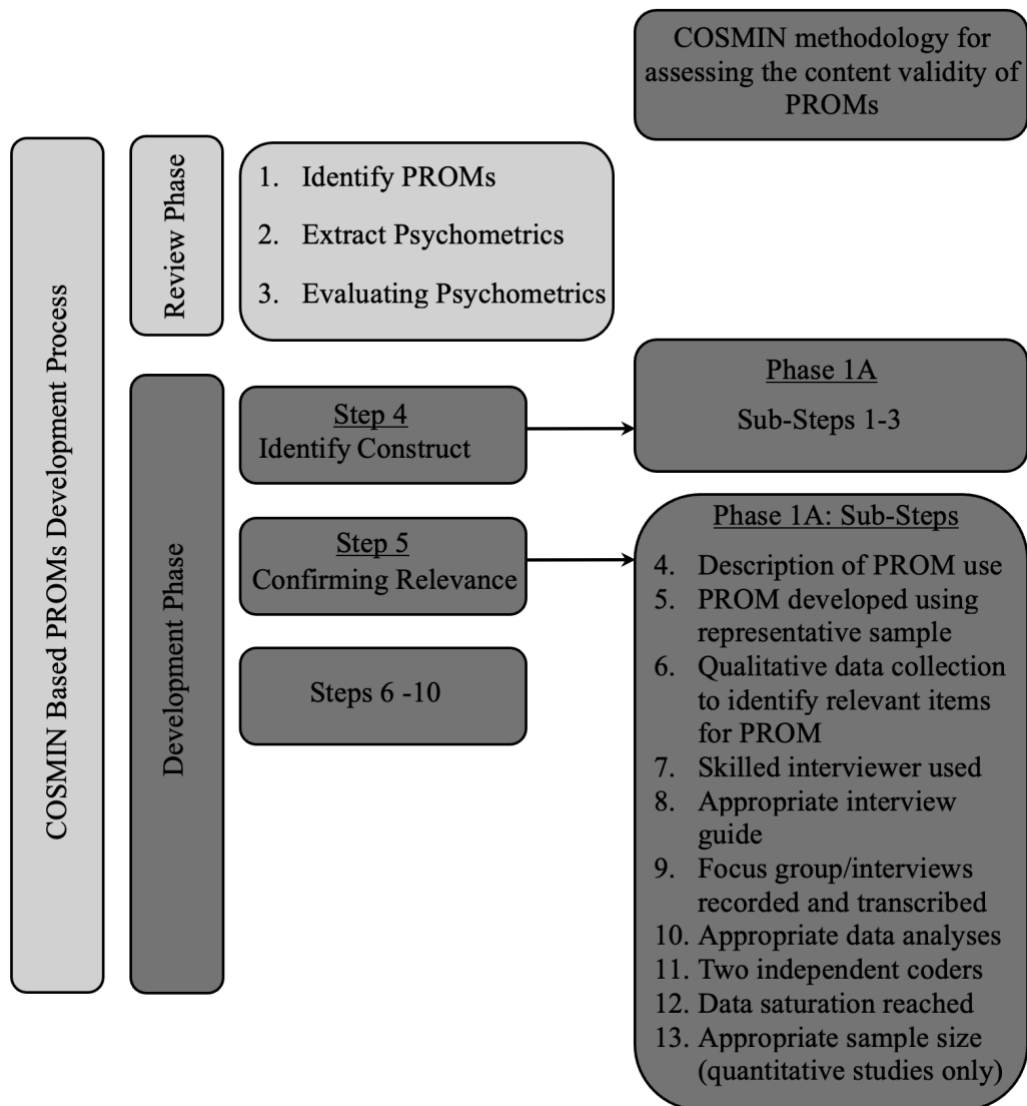 COSMIN methodology for
assessing the content validity of
PROMs
COSMIN Based PROMs Development Process
Review Phase
1. Identify PROMs
2. Extract Psychometrics
3. Evaluating Psychometrics
Development Phase
Step 4
Identify Construct
Phase 1A
Sub-Steps 1-3
Step 5
Confirming Relevance
Steps 6 -10
Phase 1A: Sub-Steps
4. Description of PROM use
5. PROM developed using
representative sample
6. Qualitative data collection
to identify relevant items
for PROM
7. Skilled interviewer used
8. Appropriate interview
guide
9. Focus group/interviews
recorded and transcribed
10. Appropriate data analyses
11. Two independent coders
12. Data saturation reached
13. Appropriate sample size
(quantitative studies only)